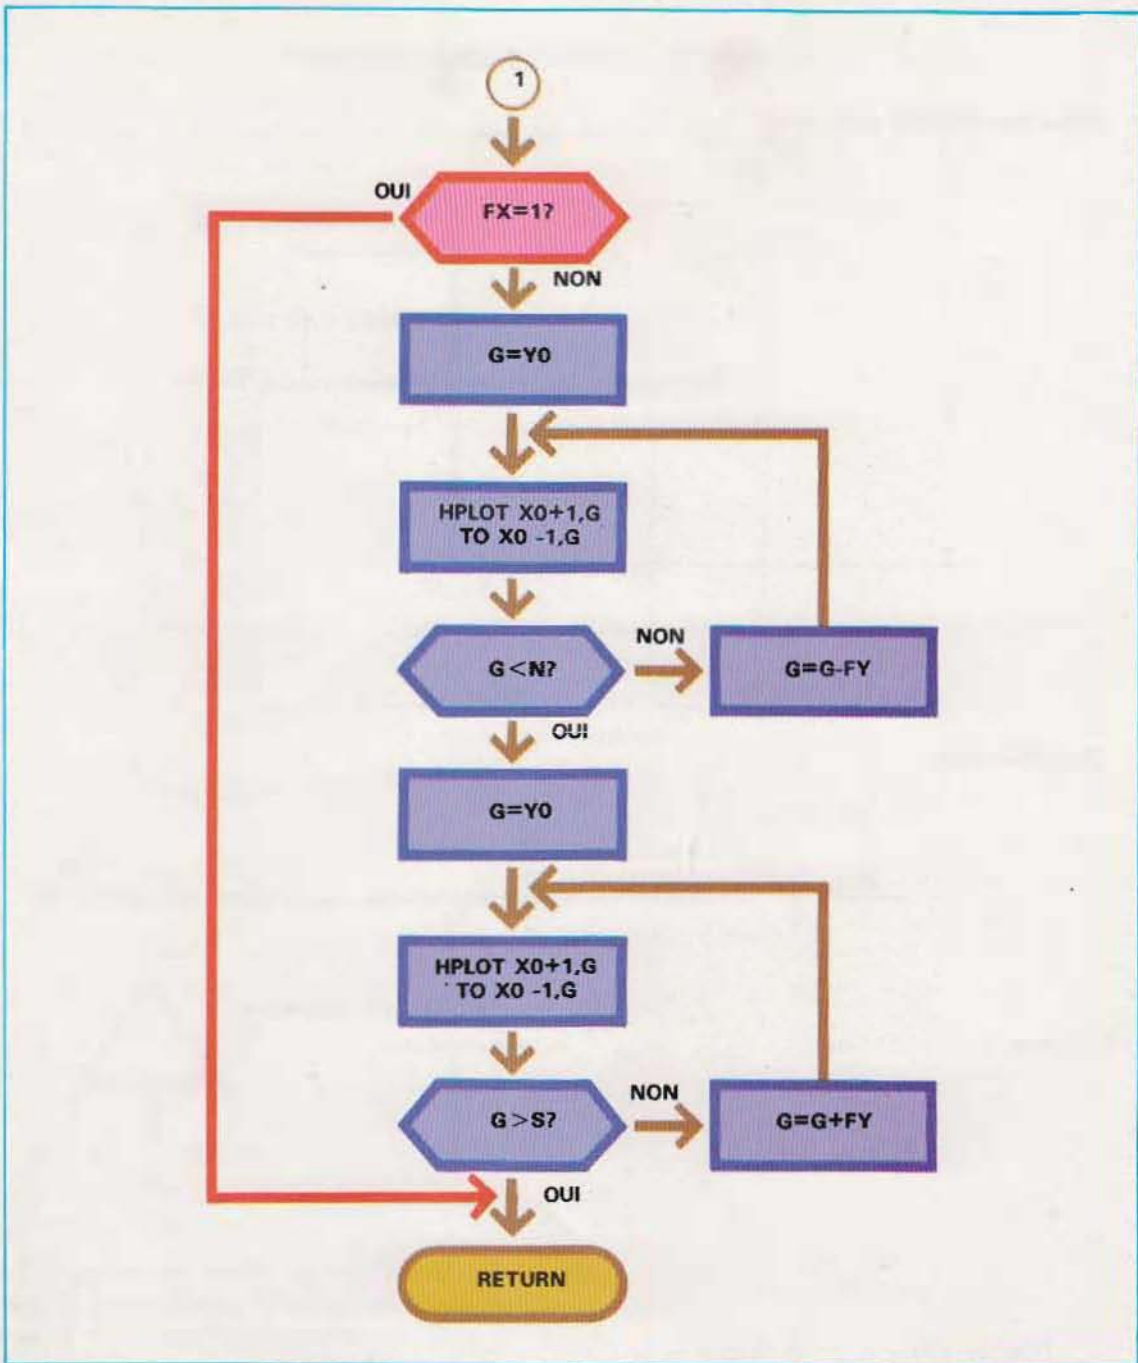 1
OUI
FX=1?
NON
G=Y0
HPLOT X0+1,G
TO X0 -1,G
G<N?
NON
G=G-FY
OUI
G=Y0
HPLOT X0+1,G
TO X0 -1,G
G>S?
NON
G=G+FY
OUI
RETURN